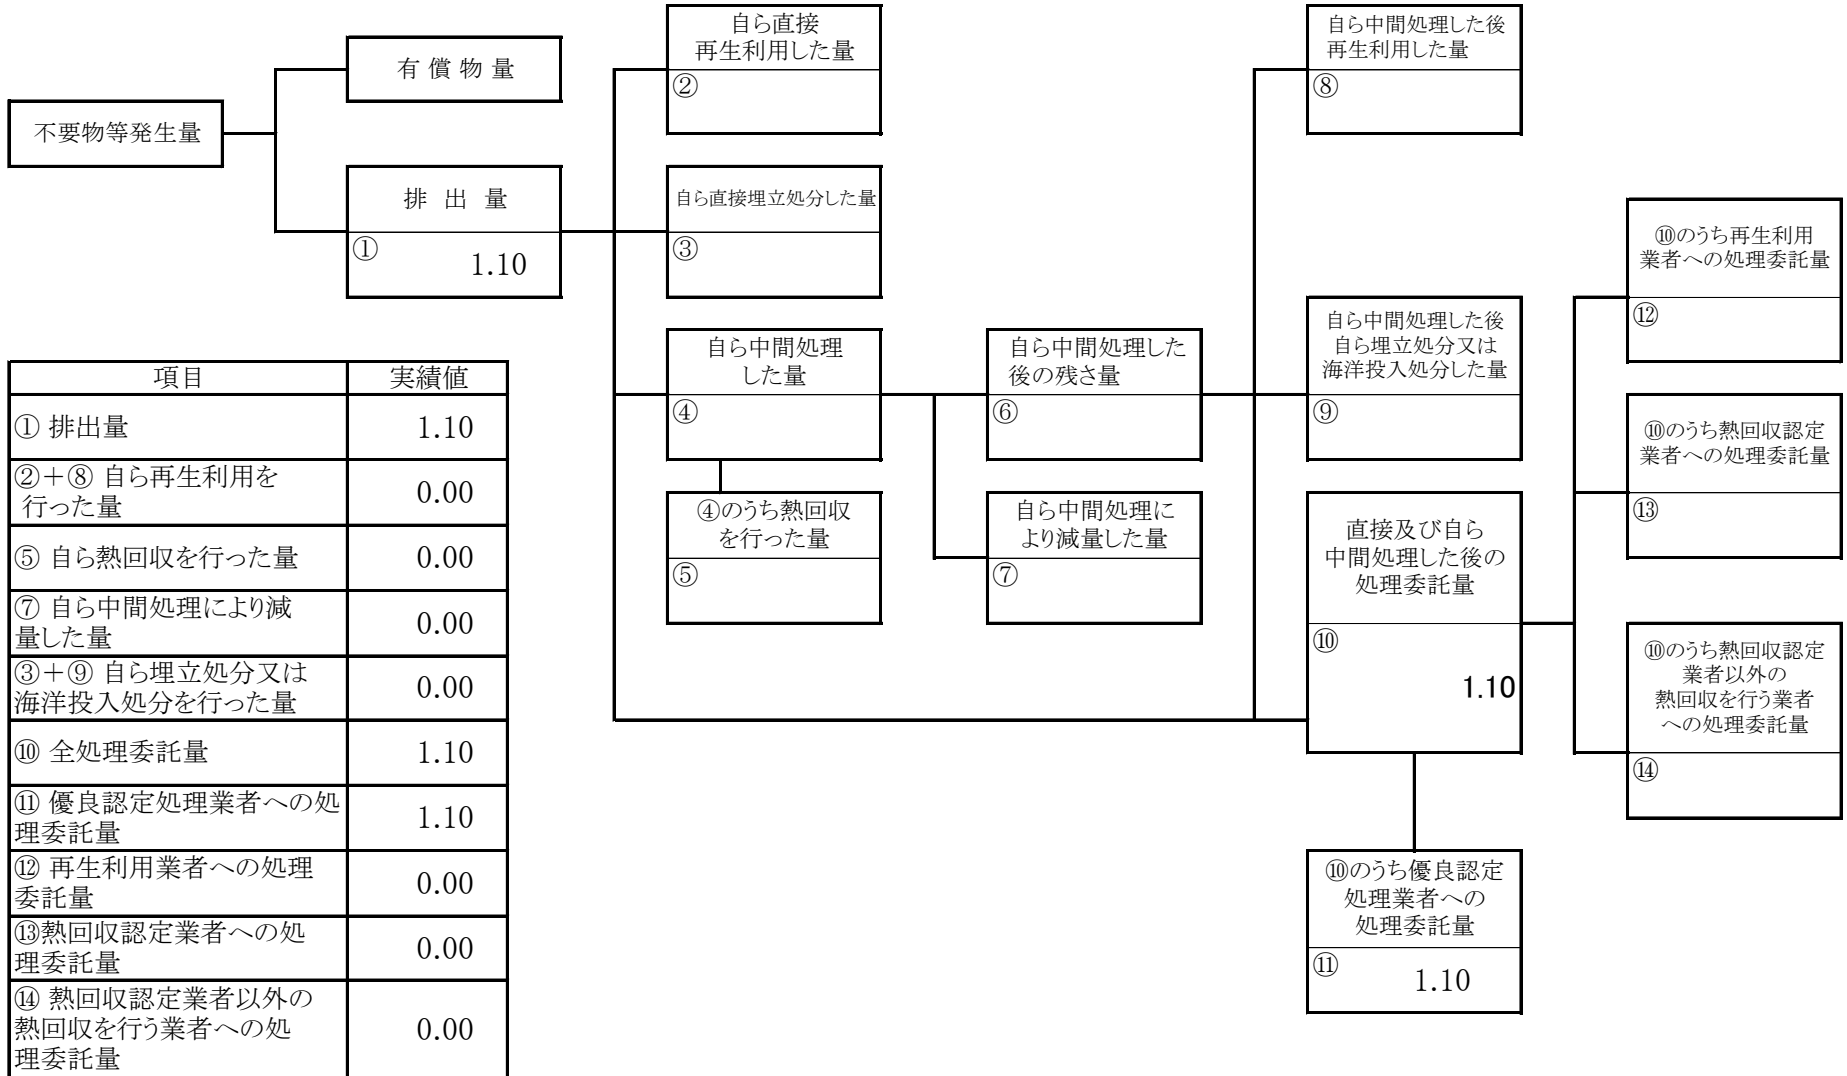 不要物等発生量
有 償 物 量
排 出 量
①
1.10
自ら直接
再生利用した量
②
自ら直接埋立処分した量
③
自ら中間処理
した量
④
④のうち熱回収
を行った量
⑤
自ら中間処理した
後の残さ量
⑥
自ら中間処理に
より減量した量
⑦
自ら中間処理した後
再生利用した量
⑧
自ら中間処理した後
自ら埋立処分又は
海洋投入処分した量
⑨
直接及び自ら
中間処理した後の
処理委託量
⑩
1.10
⑩のうち優良認定
処理業者への
処理委託量
⑪ 1.10
⑩のうち再生利用
業者への処理委託量
⑫
⑩のうち熱回収認定
業者への処理委託量
⑬
⑩のうち熱回収認定
業者以外の
熱回収を行う業者
への処理委託量
⑭
項目 実績値
① 排出量 1.10
②＋⑧ 自ら再生利用を
行った量 0.00
⑤ 自ら熱回収を行った量 0.00
⑦ 自ら中間処理により減
量した量 0.00
③＋⑨ 自ら埋立処分又は
海洋投入処分を行った量 0.00
⑩ 全処理委託量 1.10
⑪ 優良認定処理業者への処
理委託量 1.10
⑫ 再生利用業者への処理
委託量 0.00
⑬熱回収認定業者への処
理委託量 0.00
⑭ 熱回収認定業者以外の
熱回収を行う業者への処
理委託量 0.00